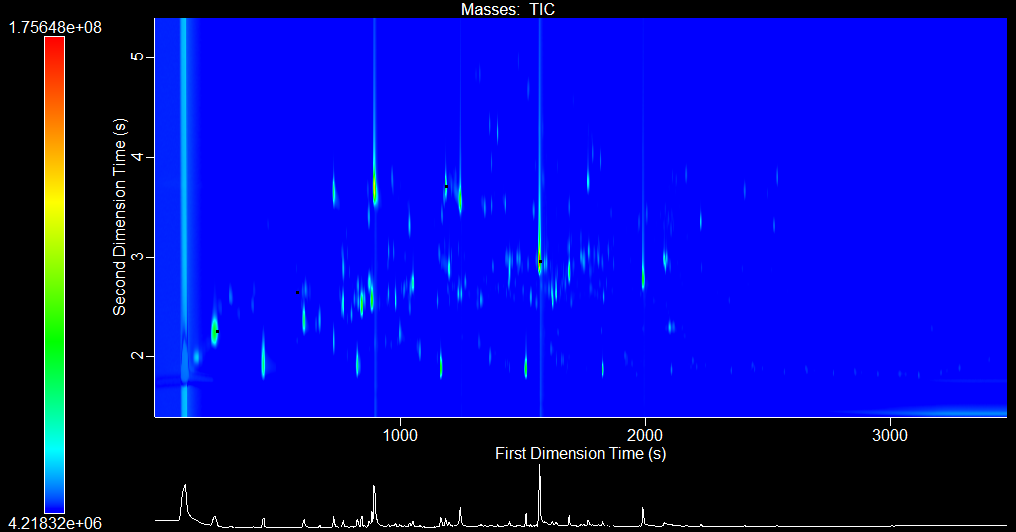 Masses: TIC
1.75648e+08
4.21832e+06
Second Dimension Time (s)
5
4
3
2
1000 2000 3000
First Dimension Time (s)